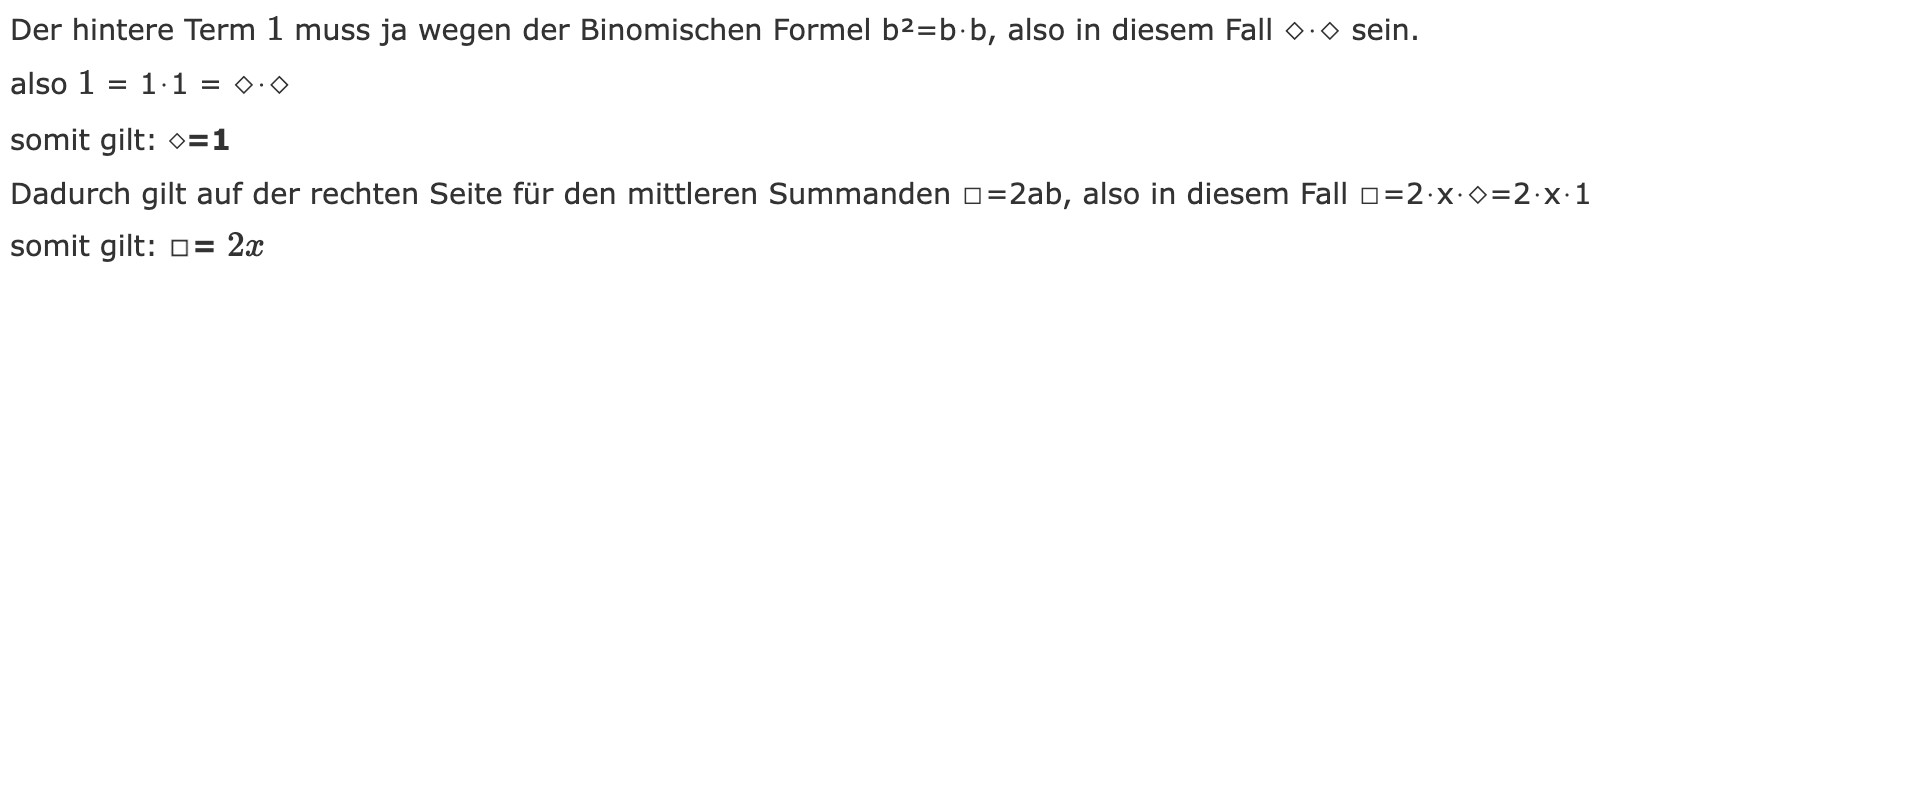 Der hintere Term 1 muss ja wegen der Binomischen Formel b²=b·b, also in diesem Fall ◇·◇ sein.
also 1 = 1·1 = ◇·◇
somit gilt: ◇=1
Dadurch gilt auf der rechten Seite für den mittleren Summanden □=2ab, also in diesem Fall □=2·x·◇=2·x·1
somit gilt: □= 2x